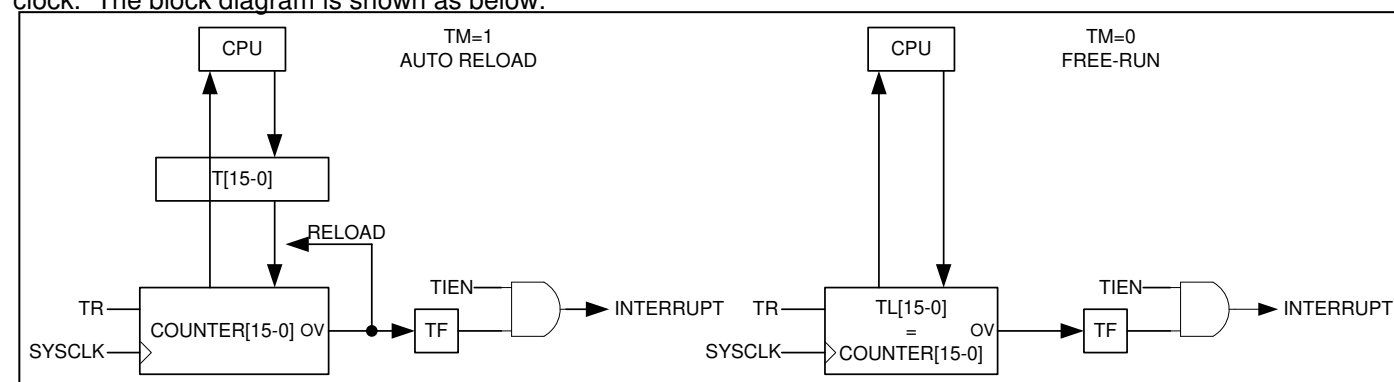 clock. The block diagram is shown as below.
CPU
TM=1
AUTO RELOAD
T[15-0]
RELOAD
TR
SYSCLK
COUNTER[15-0]
OV
TF
TIEN
INTERRUPT
CPU
TM=0
FREE-RUN
TR
SYSCLK
TL[15-0]
=
COUNTER[15-0]
OV
TF
TIEN
INTERRUPT